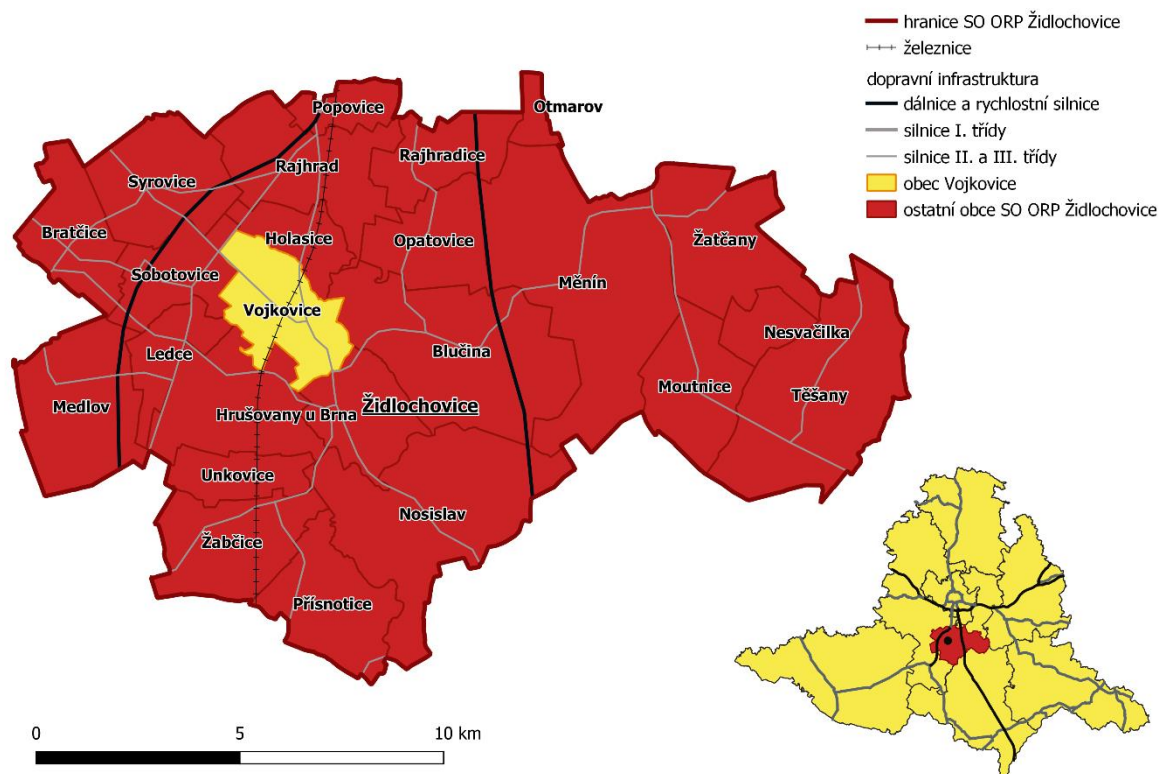 hranice SO ORP Židlochovice
železnice
dopravní infrastruktura
dálnice a rychlostní silnice
silnice I. třídy
silnice II. a III. třídy
obec Vojkovice
ostatní obce SO ORP Židlochovice
Popovice
Otmarov
Rajhrad
Rajhradice
Syrovice
Bratčice
Holasice
Opatovice
Žatčany
Sobotovice
Měnín
Vojkovice
Nesvačilka
Ledce
Blučina
Moutnice
Těšany
Medlov
Hrušovany u Brna
Židlochovice
Unkovice
Nosislav
Žabčice
Přísnotice
0 5 10 km